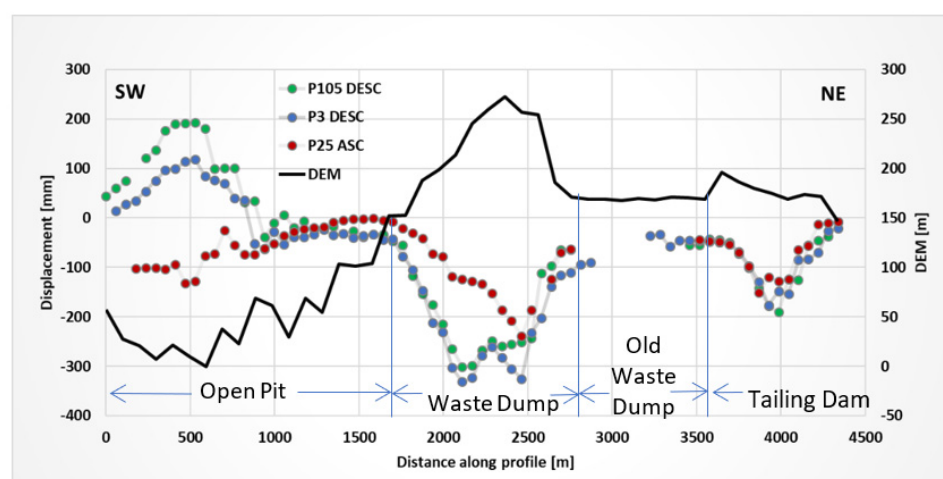 SW
NE
P105 DESC
P3 DESC
P25 ASC
DEM
300
200
100
0
-100
-200
-300
-400
Displacement [mm]
300
250
200
150
100
50
0
-50
DEM [m]
Open Pit
Waste Dump
Old
Waste
Dump
Tailing Dam
0 500 1000 1500 2000 2500 3000 3500 4000 4500
Distance along profile [m]